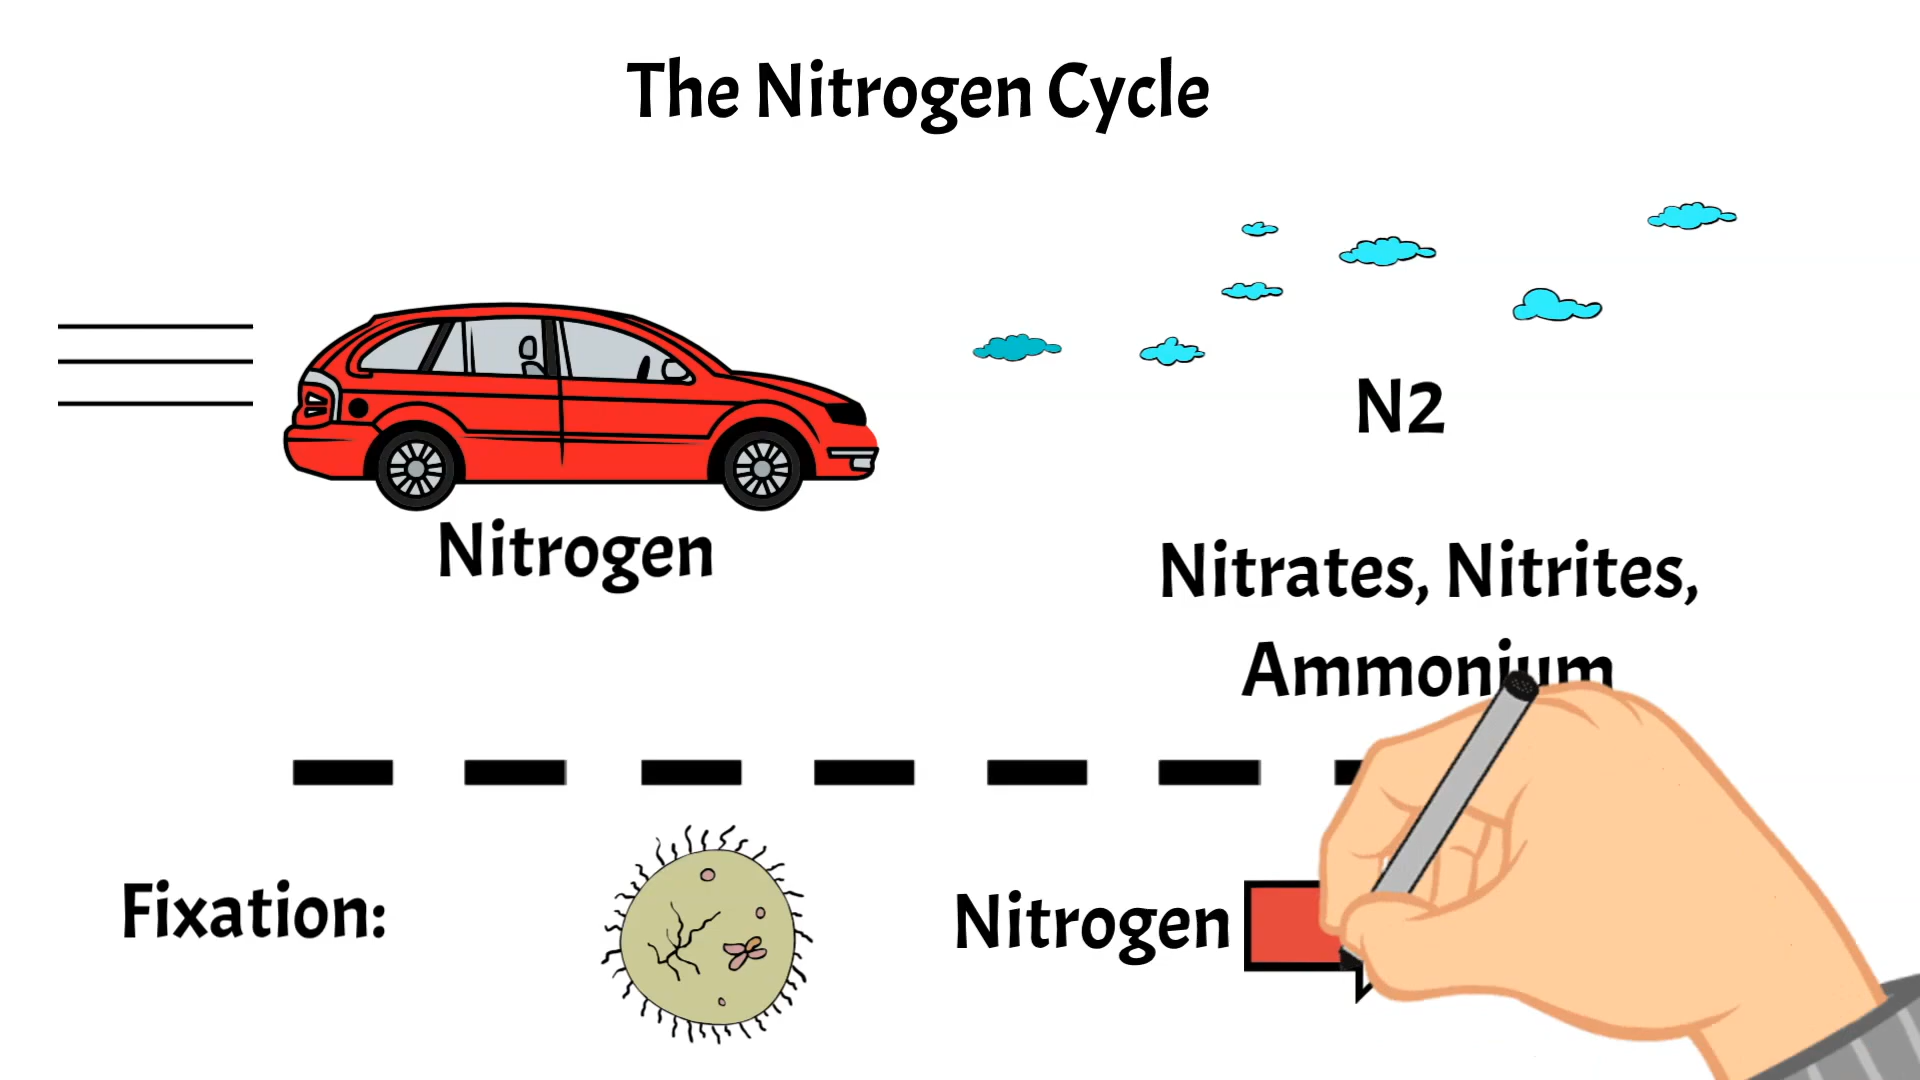 The Nitrogen Cycle
N2
Nitrogen
Nitrates, Nitrites,
Ammonium
Fixation:
Nitrogen